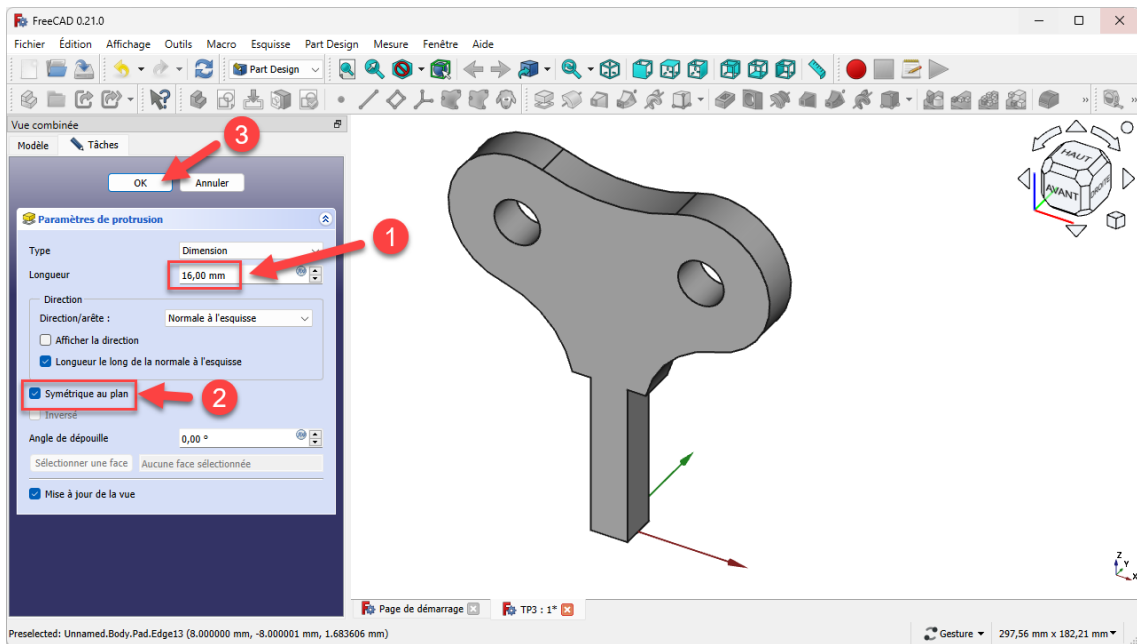 FreeCAD 0.21.0
Fichier Édition Affichage Outils Macro Esquisse Part Design Mesure Fenêtre Aide
Part Design
Vue combinée
Modèle Tâches
3
OK Annuler
Paramètres de protrusion
1
Type Dimension
Longueur 16,00 mm
Direction
Direction/arête : Normale à l'esquisse
Afficher la direction
Longueur le long de la normale à l'esquisse
Symétrique au plan
2
Inversé
Angle de dépouille 0,00 °
Sélectionner une face Aucune face sélectionnée
Mise à jour de la vue
HAUT
AVANT DROITE
Z
Y
X
Page de démarrage TP3 : 1*
Preselected: Unnamed.Body.Pad.Edge13 (8.000000 mm, -8.000001 mm, 1.683606 mm) Gesture 297,56 mm x 182,21 mm